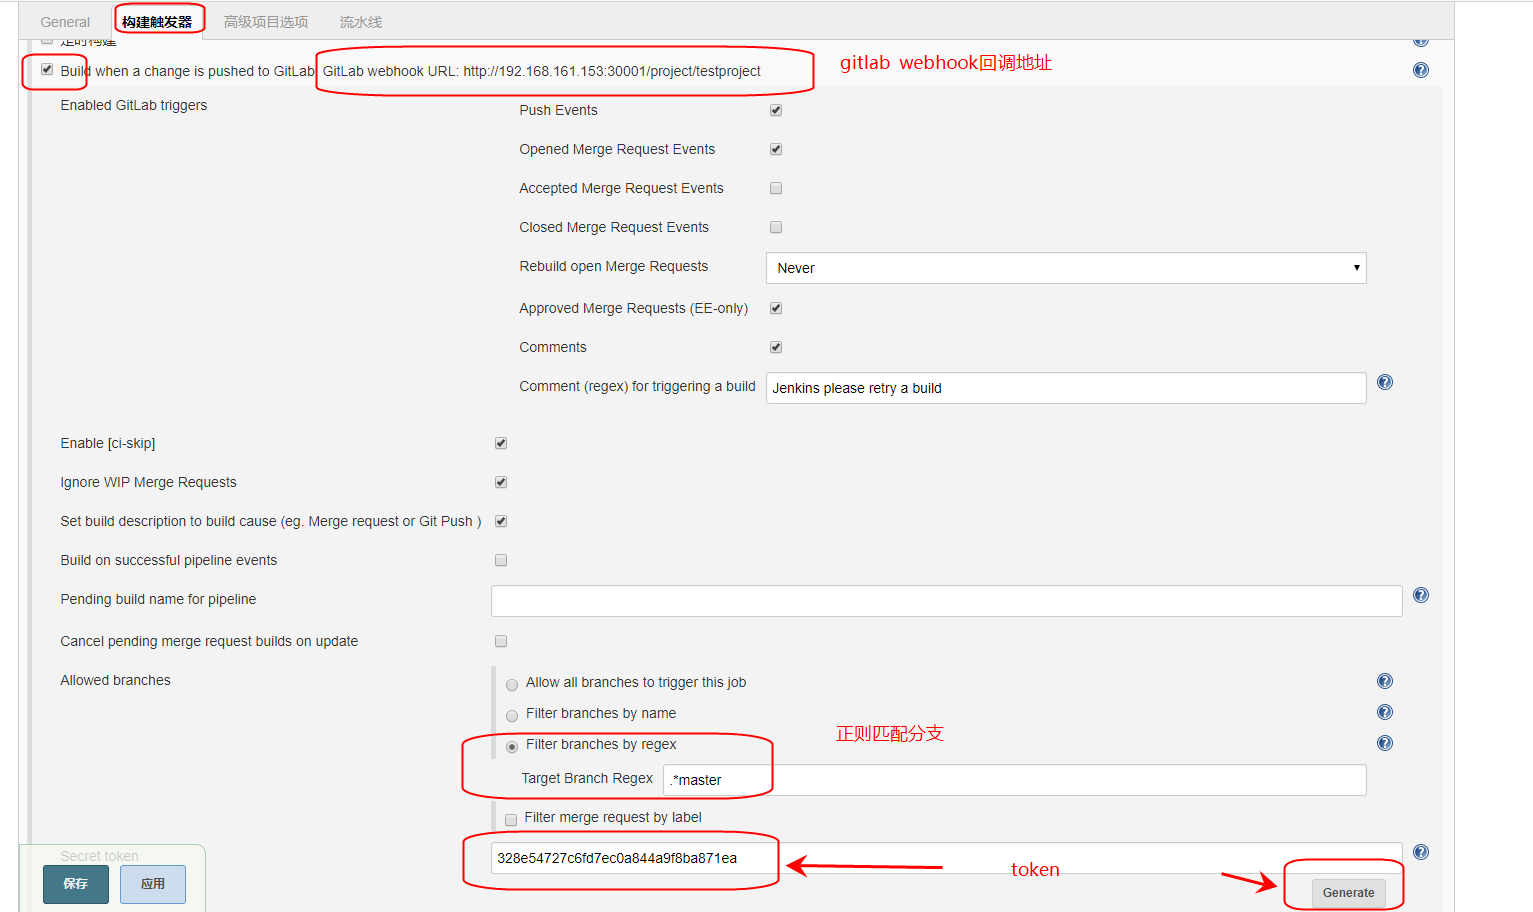 General 构建触发器 高级项目选项 流水线
定时构建
Build when a change is pushed to GitLab. GitLab webhook URL: http://192.168.161.153:30001/project/testproject gitlab webhook回调地址
Enabled GitLab triggers
Push Events
Opened Merge Request Events
Accepted Merge Request Events
Closed Merge Request Events
Rebuild open Merge Requests Never
Approved Merge Requests (EE-only)
Comments
Comment (regex) for triggering a build Jenkins please retry a build
Enable [ci-skip]
Ignore WIP Merge Requests
Set build description to build cause (eg. Merge request or Git Push )
Build on successful pipeline events
Pending build name for pipeline
Cancel pending merge request builds on update
Allowed branches
Allow all branches to trigger this job
Filter branches by name
正则匹配分支
Filter branches by regex
Target Branch Regex .*master
Filter merge request by label
Secret token 328e54727c6fd7ec0a844a9f8ba871ea
token
保存 应用 Generate